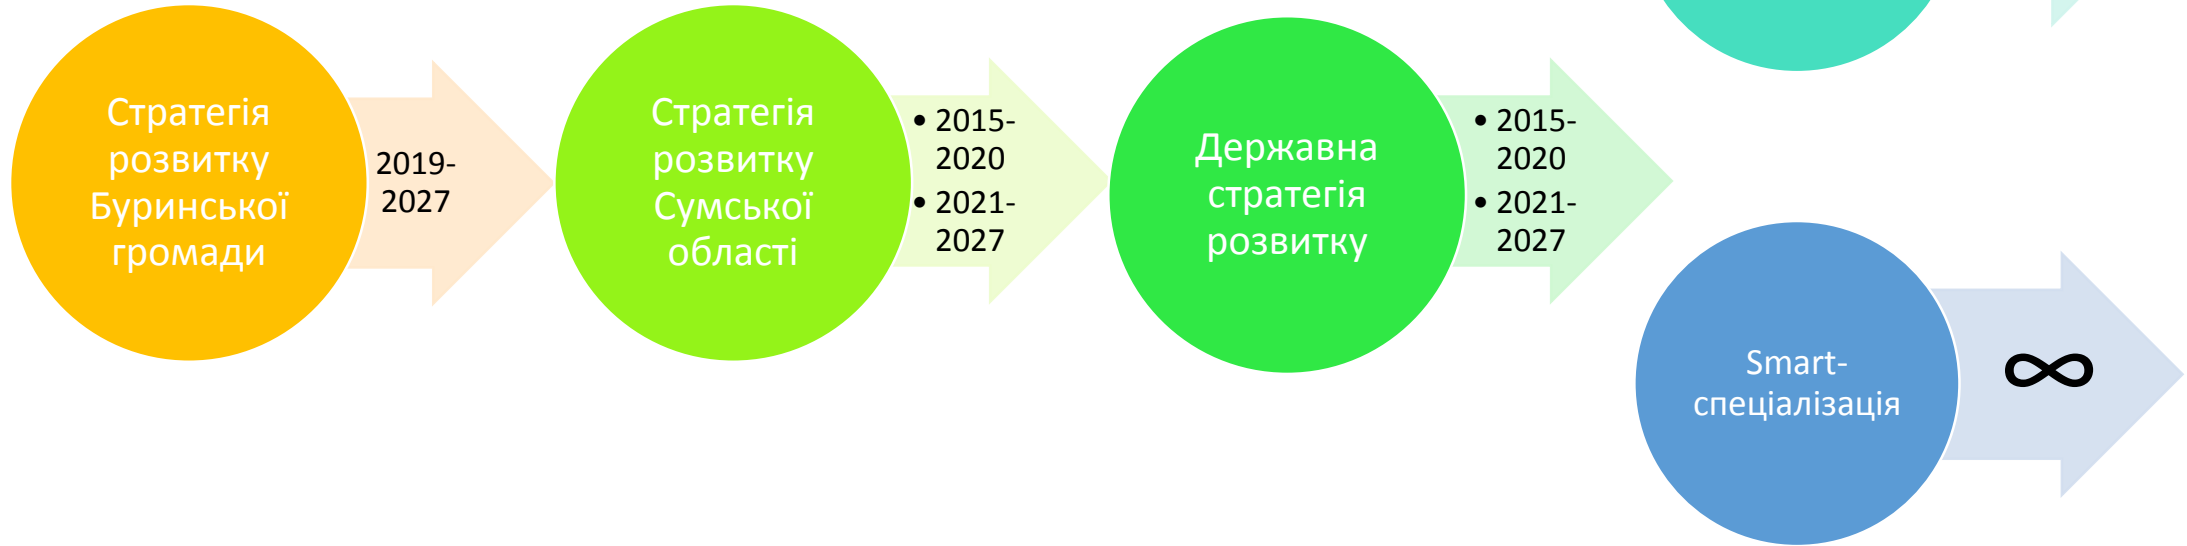 Стратегія
розвитку
Буринської
громади
2019-
2027
Стратегія
розвитку
Сумської
області
• 2015-
2020
• 2021-
2027
Державна
стратегія
розвитку
• 2015-
2020
• 2021-
2027
Smart-
спеціалізація
∞